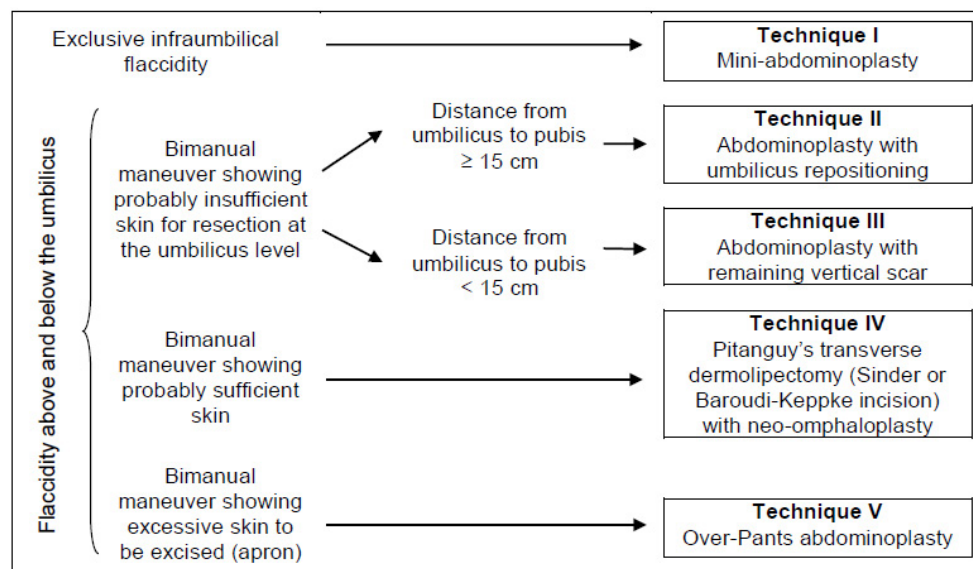 Exclusive infraumbilical
flaccidity
Technique I
Mini-abdominoplasty
Flaccidity above and below the umbilicus
Bimanual
maneuver showing
probably insufficient
skin for resection at
the umbilicus level
Distance from
umbilicus to pubis
≥ 15 cm
Technique II
Abdominoplasty with
umbilicus repositioning
Distance from
umbilicus to pubis
< 15 cm
Technique III
Abdominoplasty with
remaining vertical scar
Bimanual
maneuver showing
probably sufficient
skin
Technique IV
Pitanguy's transverse
dermolipectomy (Sinder or
Baroudi-Keppke incision)
with neo-omphaloplasty
Bimanual
maneuver showing
excessive skin to
be excised (apron)
Technique V
Over-Pants abdominoplasty